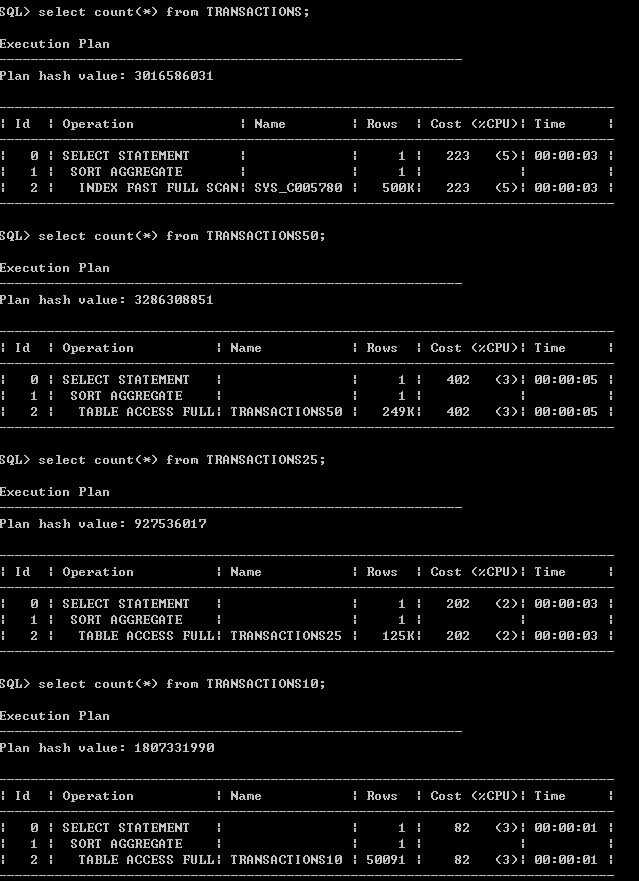 SQL> select count(*) from TRANSACTIONS;
Execution Plan
----------------------------------------------------------
Plan hash value: 3016586031
-----------------------------------------------------------------------------
| Id  | Operation             | Name        | Rows  | Cost (%CPU)| Time     |
-----------------------------------------------------------------------------
|   0 | SELECT STATEMENT      |             |     1 |   223   (5)| 00:00:03 |
|   1 |  SORT AGGREGATE       |             |     1 |            |          |
|   2 |   INDEX FAST FULL SCAN| SYS_C005780 |   500K|   223   (5)| 00:00:03 |
-----------------------------------------------------------------------------
SQL> select count(*) from TRANSACTIONS50;
Execution Plan
----------------------------------------------------------
Plan hash value: 3286308851
-----------------------------------------------------------------------------
| Id  | Operation          | Name           | Rows  | Cost (%CPU)| Time     |
-----------------------------------------------------------------------------
|   0 | SELECT STATEMENT   |                |     1 |   402   (3)| 00:00:05 |
|   1 |  SORT AGGREGATE    |                |     1 |            |          |
|   2 |   TABLE ACCESS FULL| TRANSACTIONS50 |   249K|   402   (3)| 00:00:05 |
-----------------------------------------------------------------------------
SQL> select count(*) from TRANSACTIONS25;
Execution Plan
----------------------------------------------------------
Plan hash value: 927536017
-----------------------------------------------------------------------------
| Id  | Operation          | Name           | Rows  | Cost (%CPU)| Time     |
-----------------------------------------------------------------------------
|   0 | SELECT STATEMENT   |                |     1 |   202   (2)| 00:00:03 |
|   1 |  SORT AGGREGATE    |                |     1 |            |          |
|   2 |   TABLE ACCESS FULL| TRANSACTIONS25 |   125K|   202   (2)| 00:00:03 |
-----------------------------------------------------------------------------
SQL> select count(*) from TRANSACTIONS10;
Execution Plan
----------------------------------------------------------
Plan hash value: 1807331990
-----------------------------------------------------------------------------
| Id  | Operation          | Name           | Rows  | Cost (%CPU)| Time     |
-----------------------------------------------------------------------------
|   0 | SELECT STATEMENT   |                |     1 |    82   (3)| 00:00:01 |
|   1 |  SORT AGGREGATE    |                |     1 |            |          |
|   2 |   TABLE ACCESS FULL| TRANSACTIONS10 | 50091 |    82   (3)| 00:00:01 |
-----------------------------------------------------------------------------